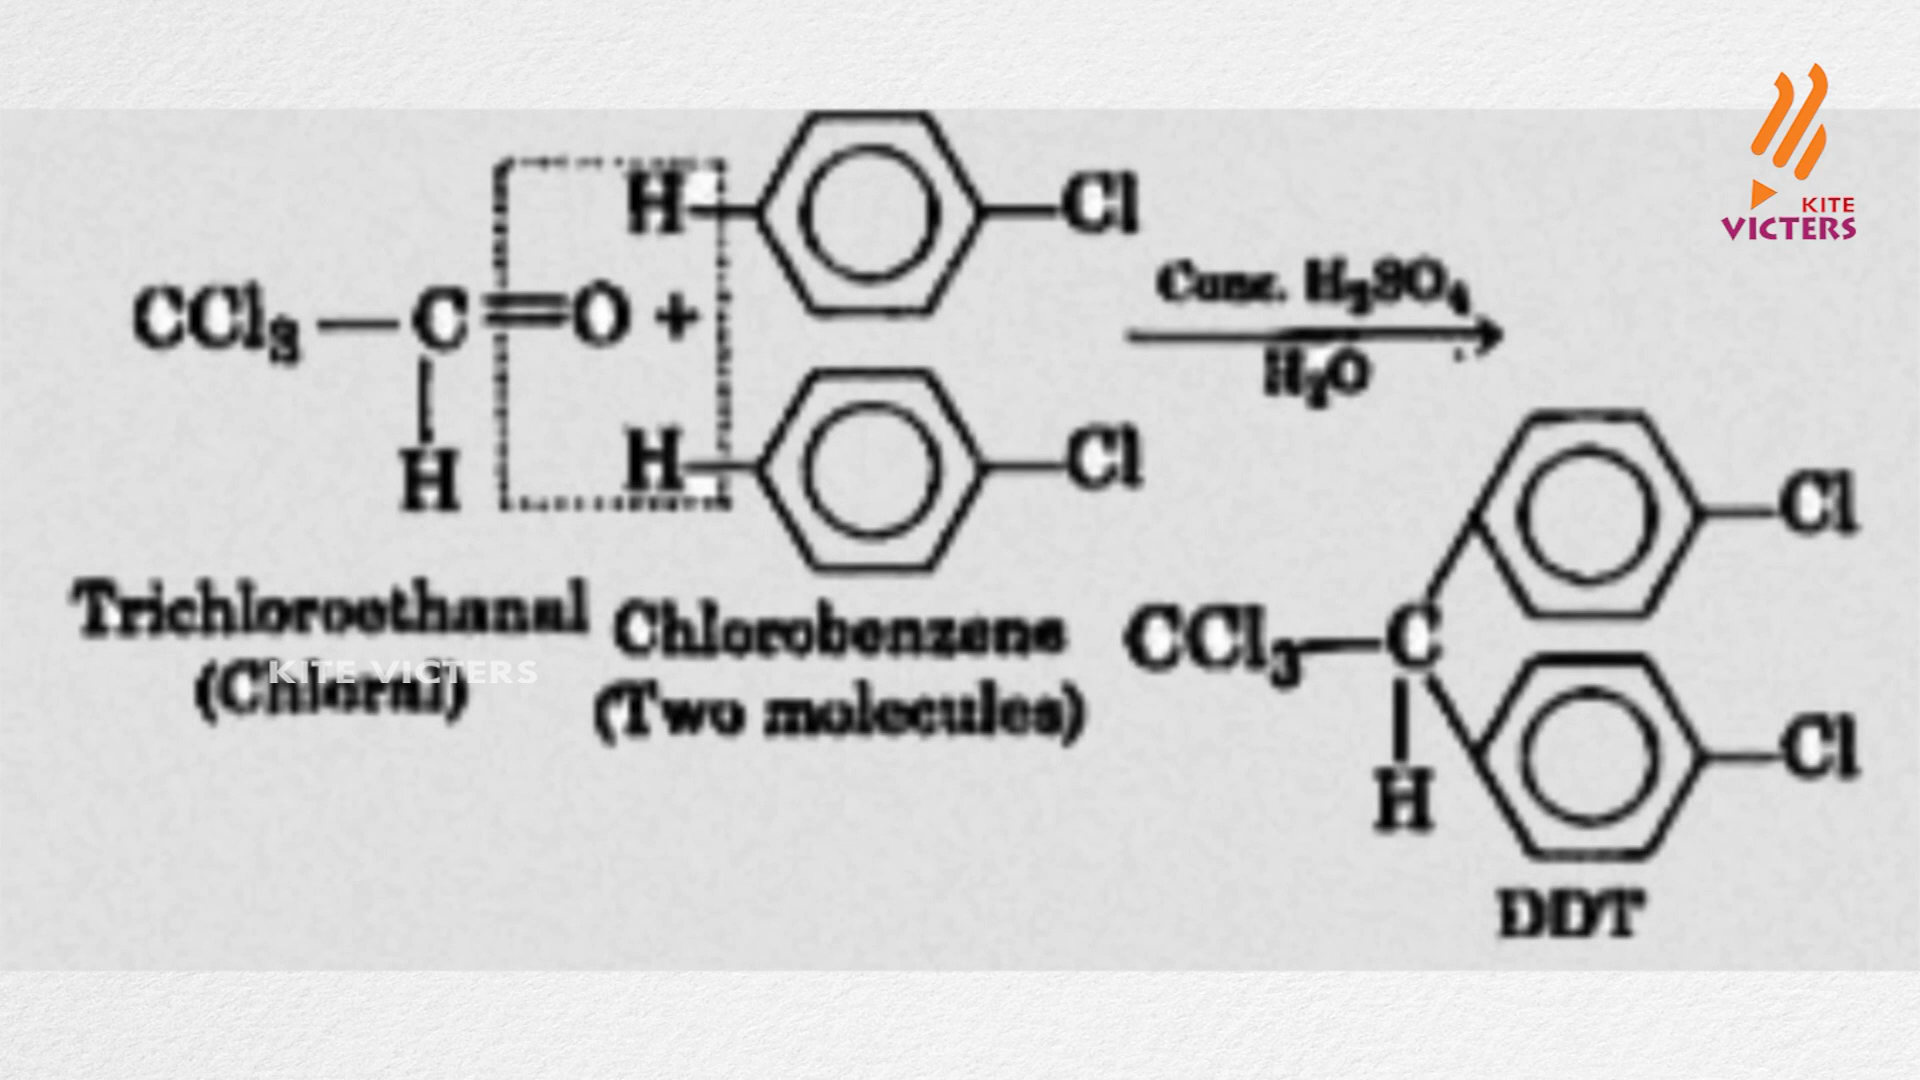 KITE
VICTERS
H
Cl
CCl₃ — C = O +
Conc. H₂SO₄
H₂O
H
H
Cl
Cl
Trichloroethanal
(Chloral)
KITE VICTERS
Chlorobenzene
(Two molecules)
CCl₃ — C
H
Cl
DDT